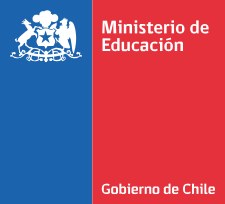 Ministerio de
Educación
Gobierno de Chile